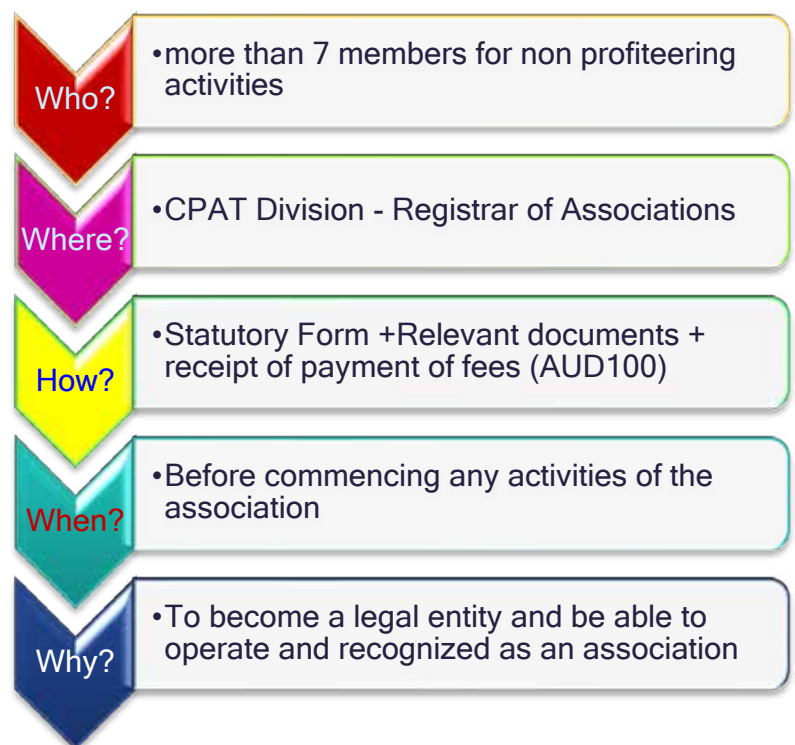 Who?
•more than 7 members for non profiteering
activities
Where?
•CPAT Division - Registrar of Associations
How?
•Statutory Form +Relevant documents +
receipt of payment of fees (AUD100)
When?
•Before commencing any activities of the
association
Why?
•To become a legal entity and be able to
operate and recognized as an association